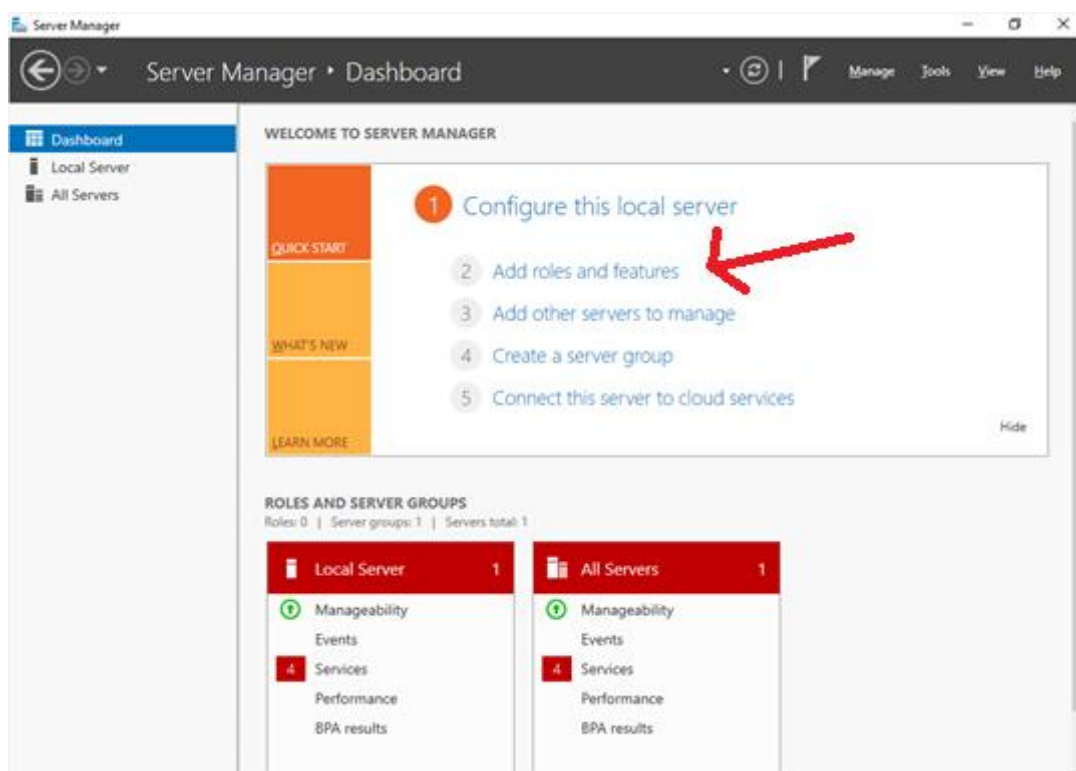 Server Manager
Server Manager • Dashboard
Manage Tools View Help
Dashboard
Local Server
All Servers
WELCOME TO SERVER MANAGER
QUICK START
WHAT'S NEW
LEARN MORE
1 Configure this local server
2 Add roles and features
3 Add other servers to manage
4 Create a server group
5 Connect this server to cloud services
Hide
ROLES AND SERVER GROUPS
Roles: 0 | Server groups: 1 | Servers total: 1
Local Server 1
Manageability
Events
4 Services
Performance
BPA results
All Servers 1
Manageability
Events
4 Services
Performance
BPA results